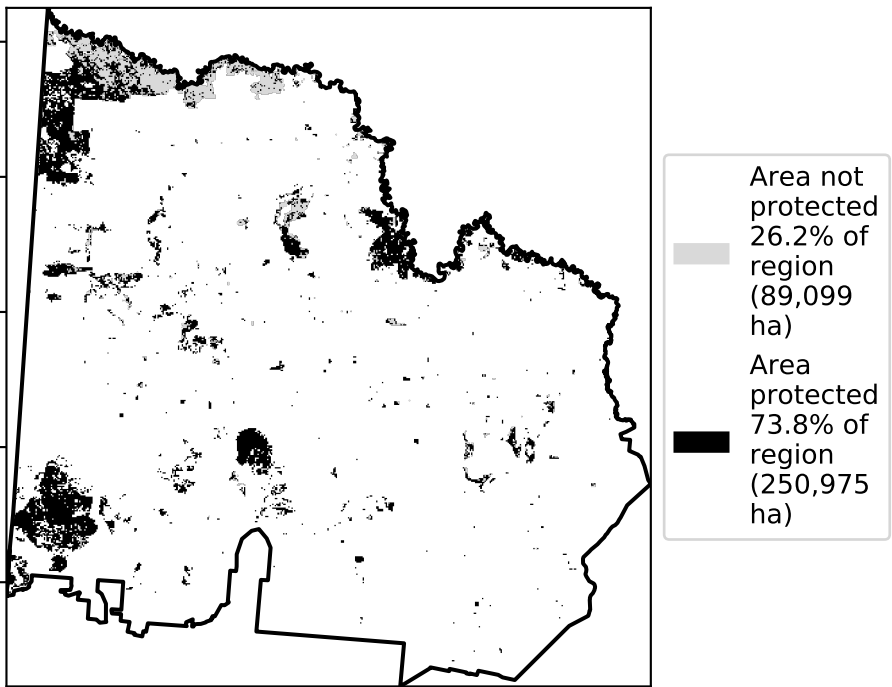 Area not
protected
26.2% of
region
(89,099
ha)
Area
protected
73.8% of
region
(250,975
ha)